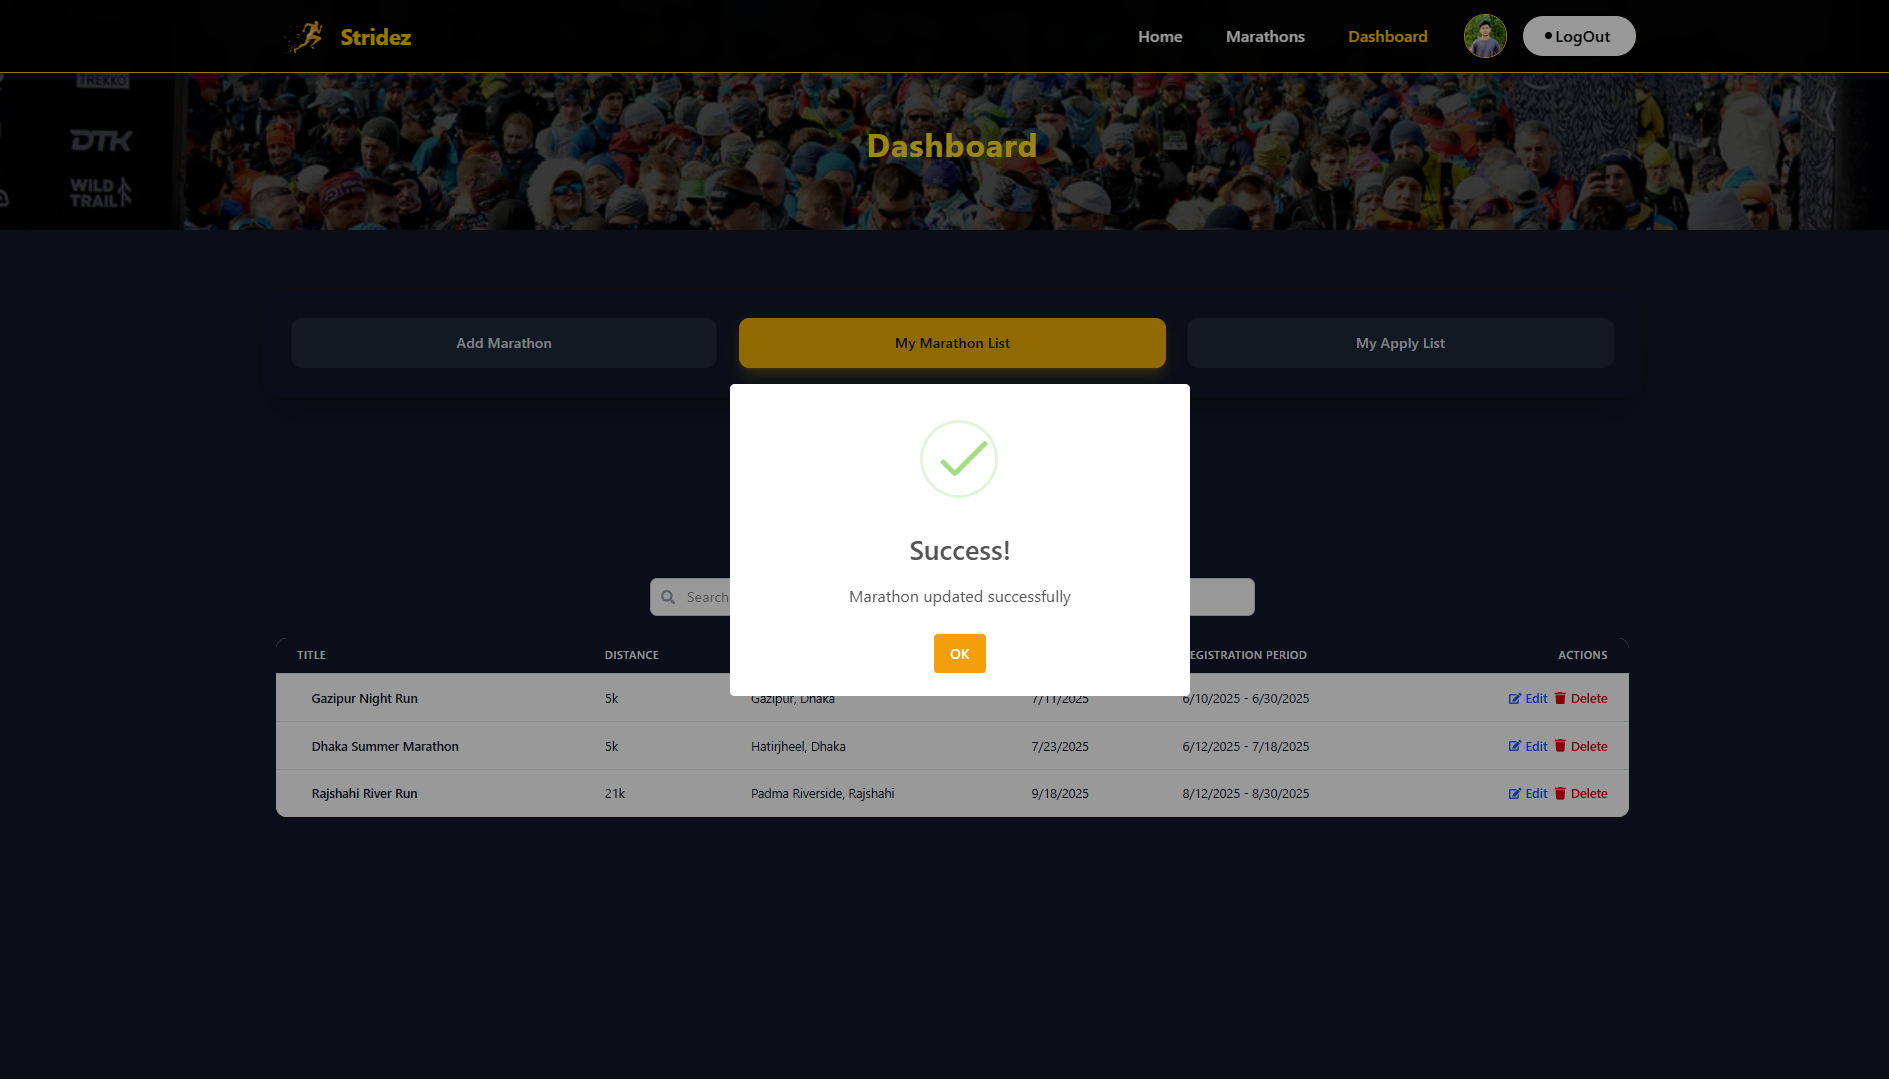 Stridez
Home
Marathons
Dashboard
LogOut
TREKKO
DTK
WILD
TRAIL
Dashboard
Add Marathon
My Marathon List
My Apply List
Success!
Marathon updated successfully
OK
Search
TITLE DISTANCE EGISTRATION PERIOD ACTIONS
Gazipur Night Run 5k Gazipur, Dhaka 7/11/2025 6/10/2025 - 6/30/2025 Edit Delete
Dhaka Summer Marathon 5k Hatirjheel, Dhaka 7/23/2025 6/12/2025 - 7/18/2025 Edit Delete
Rajshahi River Run 21k Padma Riverside, Rajshahi 9/18/2025 8/12/2025 - 8/30/2025 Edit Delete